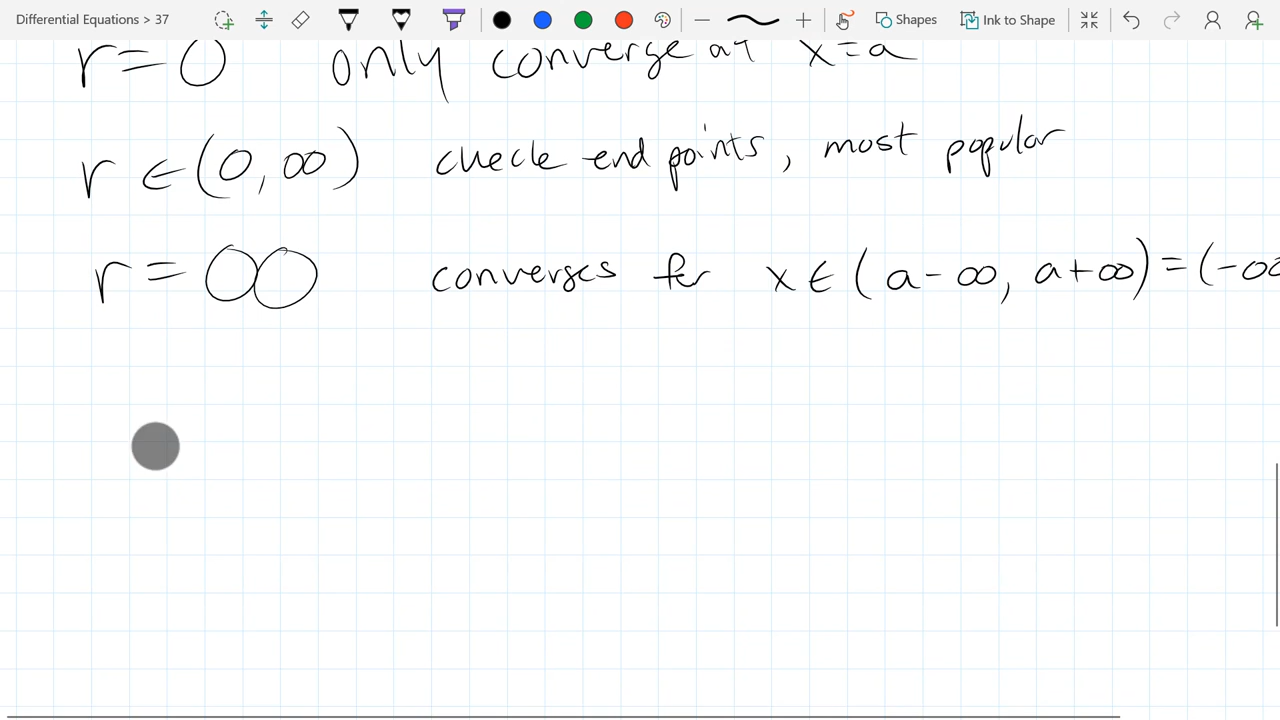 Differential Equations > 37
Shapes
Ink to Shape
r=0 only converge at x=a
r ∈ (0, ∞) check end points, most popular
r = ∞ converges for x ∈ (a-∞, a+∞) = (-∞